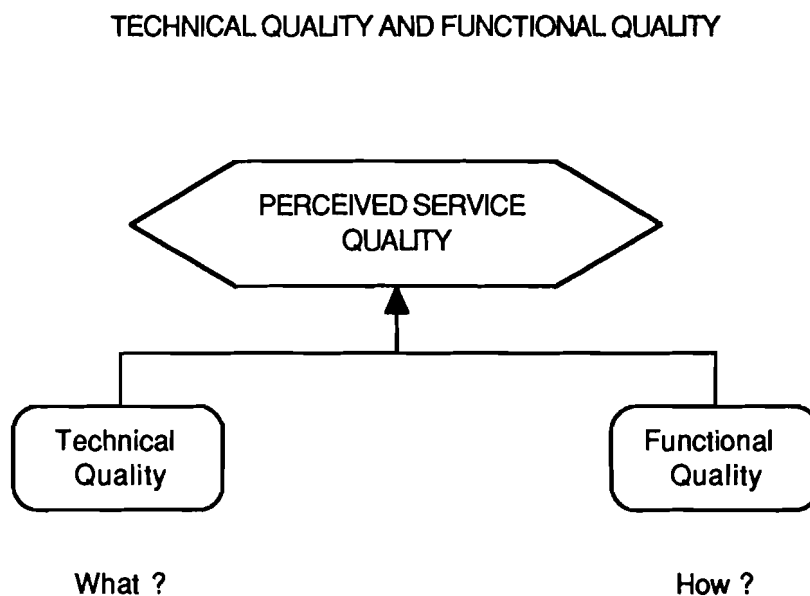 TECHNICAL QUALITY AND FUNCTIONAL QUALITY
PERCEIVED SERVICE
QUALITY
Technical
Quality
Functional
Quality
What ?
How ?